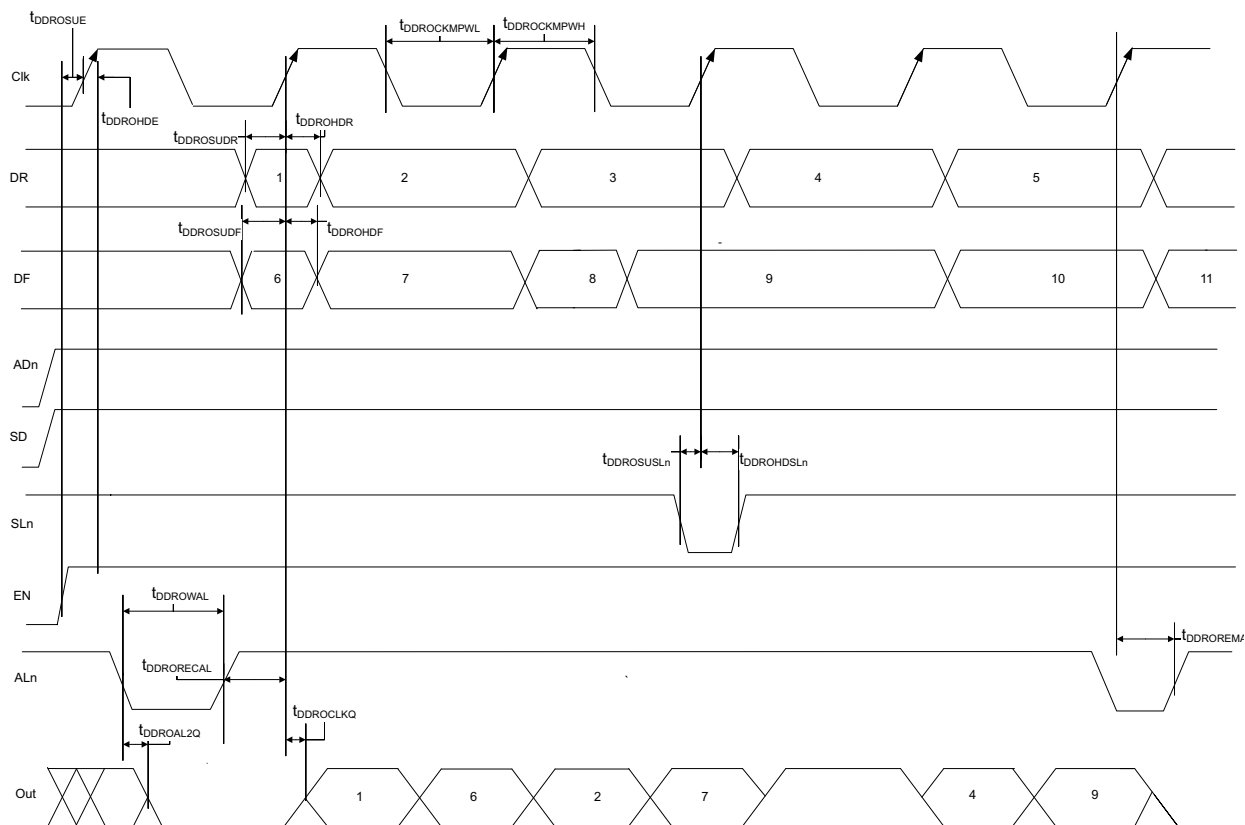 tDDROSUE
tDDROCKMPWL
tDDROCKMPWH
Clk
tDDROHDE
tDDROSUDR
tDDROHDR
DR
1
2
3
4
5
tDDROSUDF
tDDROHDF
DF
6
7
8
9
10
11
ADn
SD
tDDROSUSLn
tDDROHDSLn
SLn
EN
tDDROWAL
tDDROREMA
ALn
tDDRORECAL
tDDROCLKQ
tDDROAL2Q
Out
1
6
2
7
4
9